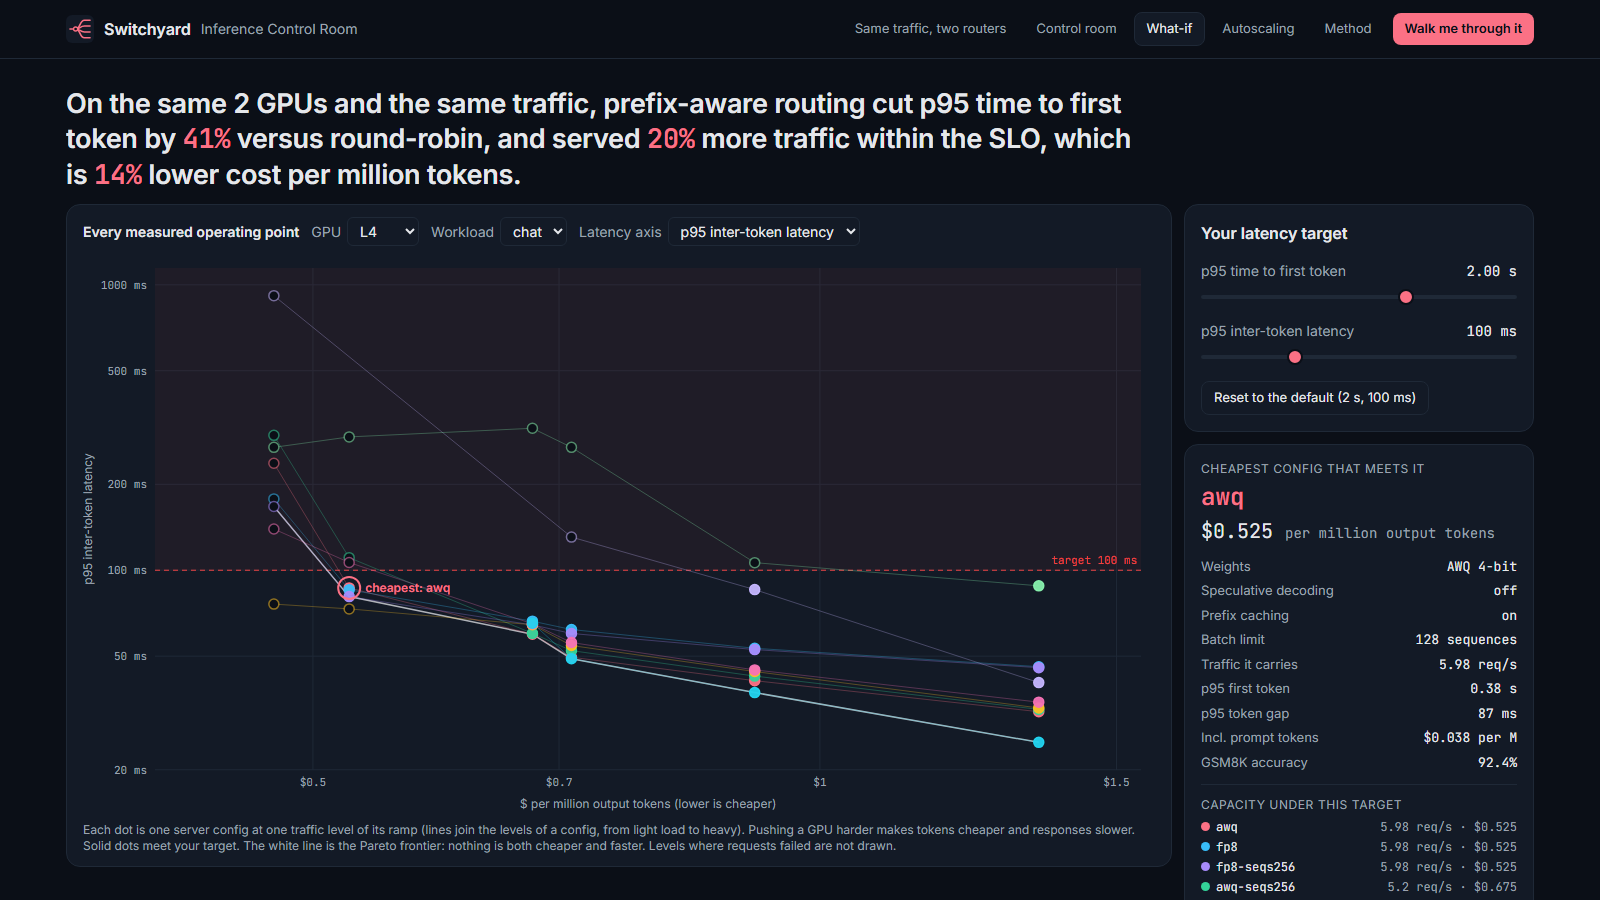 Switchyard Inference Control Room
Same traffic, two routers
Control room
What-if
Autoscaling
Method
Walk me through it
On the same 2 GPUs and the same traffic, prefix-aware routing cut p95 time to first
token by 41% versus round-robin, and served 20% more traffic within the SLO, which
is 14% lower cost per million tokens.
Every measured operating point GPU L4 Workload chat Latency axis p95 inter-token latency
1000 ms
500 ms
200 ms
100 ms
50 ms
20 ms
p95 inter-token latency
target 100 ms
cheapest: awq
$0.5 $0.7 $1 $1.5
$ per million output tokens (lower is cheaper)
Each dot is one server config at one traffic level of its ramp (lines join the levels of a config, from light load to heavy). Pushing a GPU harder makes tokens cheaper and responses slower.
Solid dots meet your target. The white line is the Pareto frontier: nothing is both cheaper and faster. Levels where requests failed are not drawn.
Your latency target
p95 time to first token 2.00 s
p95 inter-token latency 100 ms
Reset to the default (2 s, 100 ms)
CHEAPEST CONFIG THAT MEETS IT
awq
$0.525 per million output tokens
Weights AWQ 4-bit
Speculative decoding off
Prefix caching on
Batch limit 128 sequences
Traffic it carries 5.98 req/s
p95 first token 0.38 s
p95 token gap 87 ms
Incl. prompt tokens $0.038 per M
GSM8K accuracy 92.4%
CAPACITY UNDER THIS TARGET
awq 5.98 req/s · $0.525
fp8 5.98 req/s · $0.525
fp8-seqs256 5.98 req/s · $0.525
awq-seqs256 5.2 req/s · $0.675